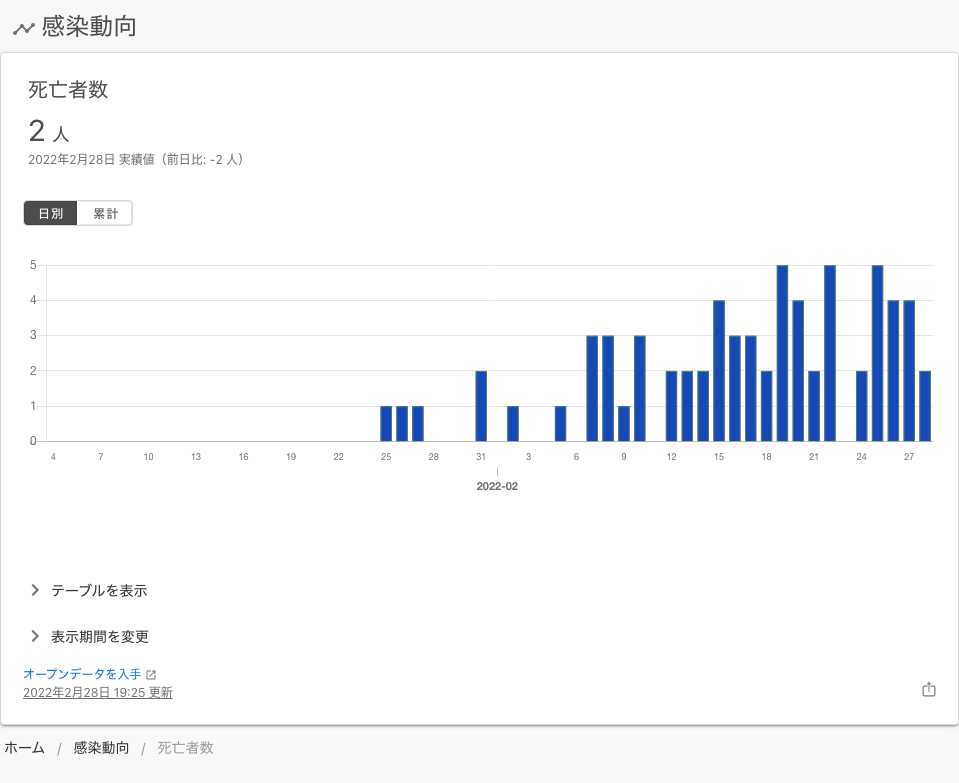 感染動向
死亡者数
2 人
2022年2月28日 実績値（前日比: -2 人）
日別 累計
5
4
3
2
1
0
4 7 10 13 16 19 22 25 28 31 3 6 9 12 15 18 21 24 27
2022-02
テーブルを表示
表示期間を変更
オープンデータを入手
2022年2月28日 19:25 更新
ホーム / 感染動向 / 死亡者数